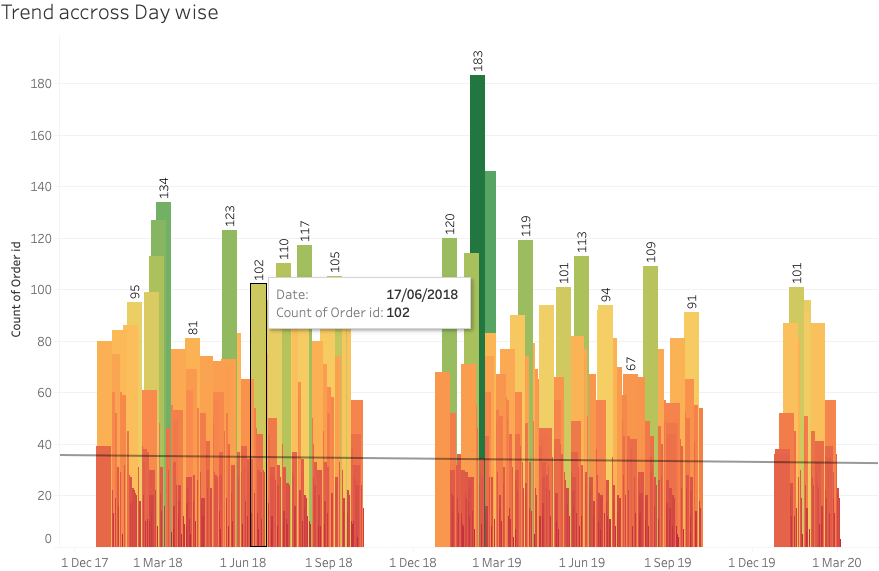 Trend accross Day wise
183
180
160
140
134
123
120
119
120
117
113
110
109
105
102
101
101
100
95
94
91
81
80
67
60
40
20
0
Count of Order id
Date: 17/06/2018
Count of Order id: 102
1 Dec 17
1 Mar 18
1 Jun 18
1 Sep 18
1 Dec 18
1 Mar 19
1 Jun 19
1 Sep 19
1 Dec 19
1 Mar 20